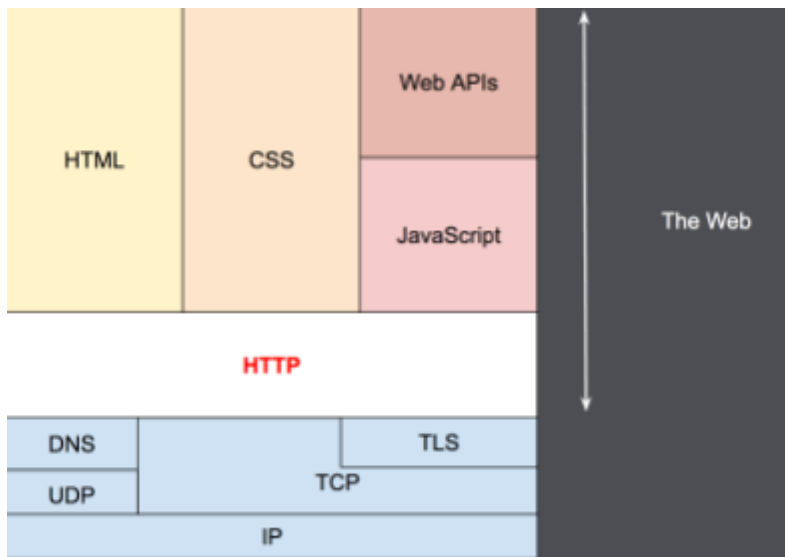 Web APIs
HTML
CSS
JavaScript
The Web
HTTP
DNS
TLS
TCP
UDP
IP